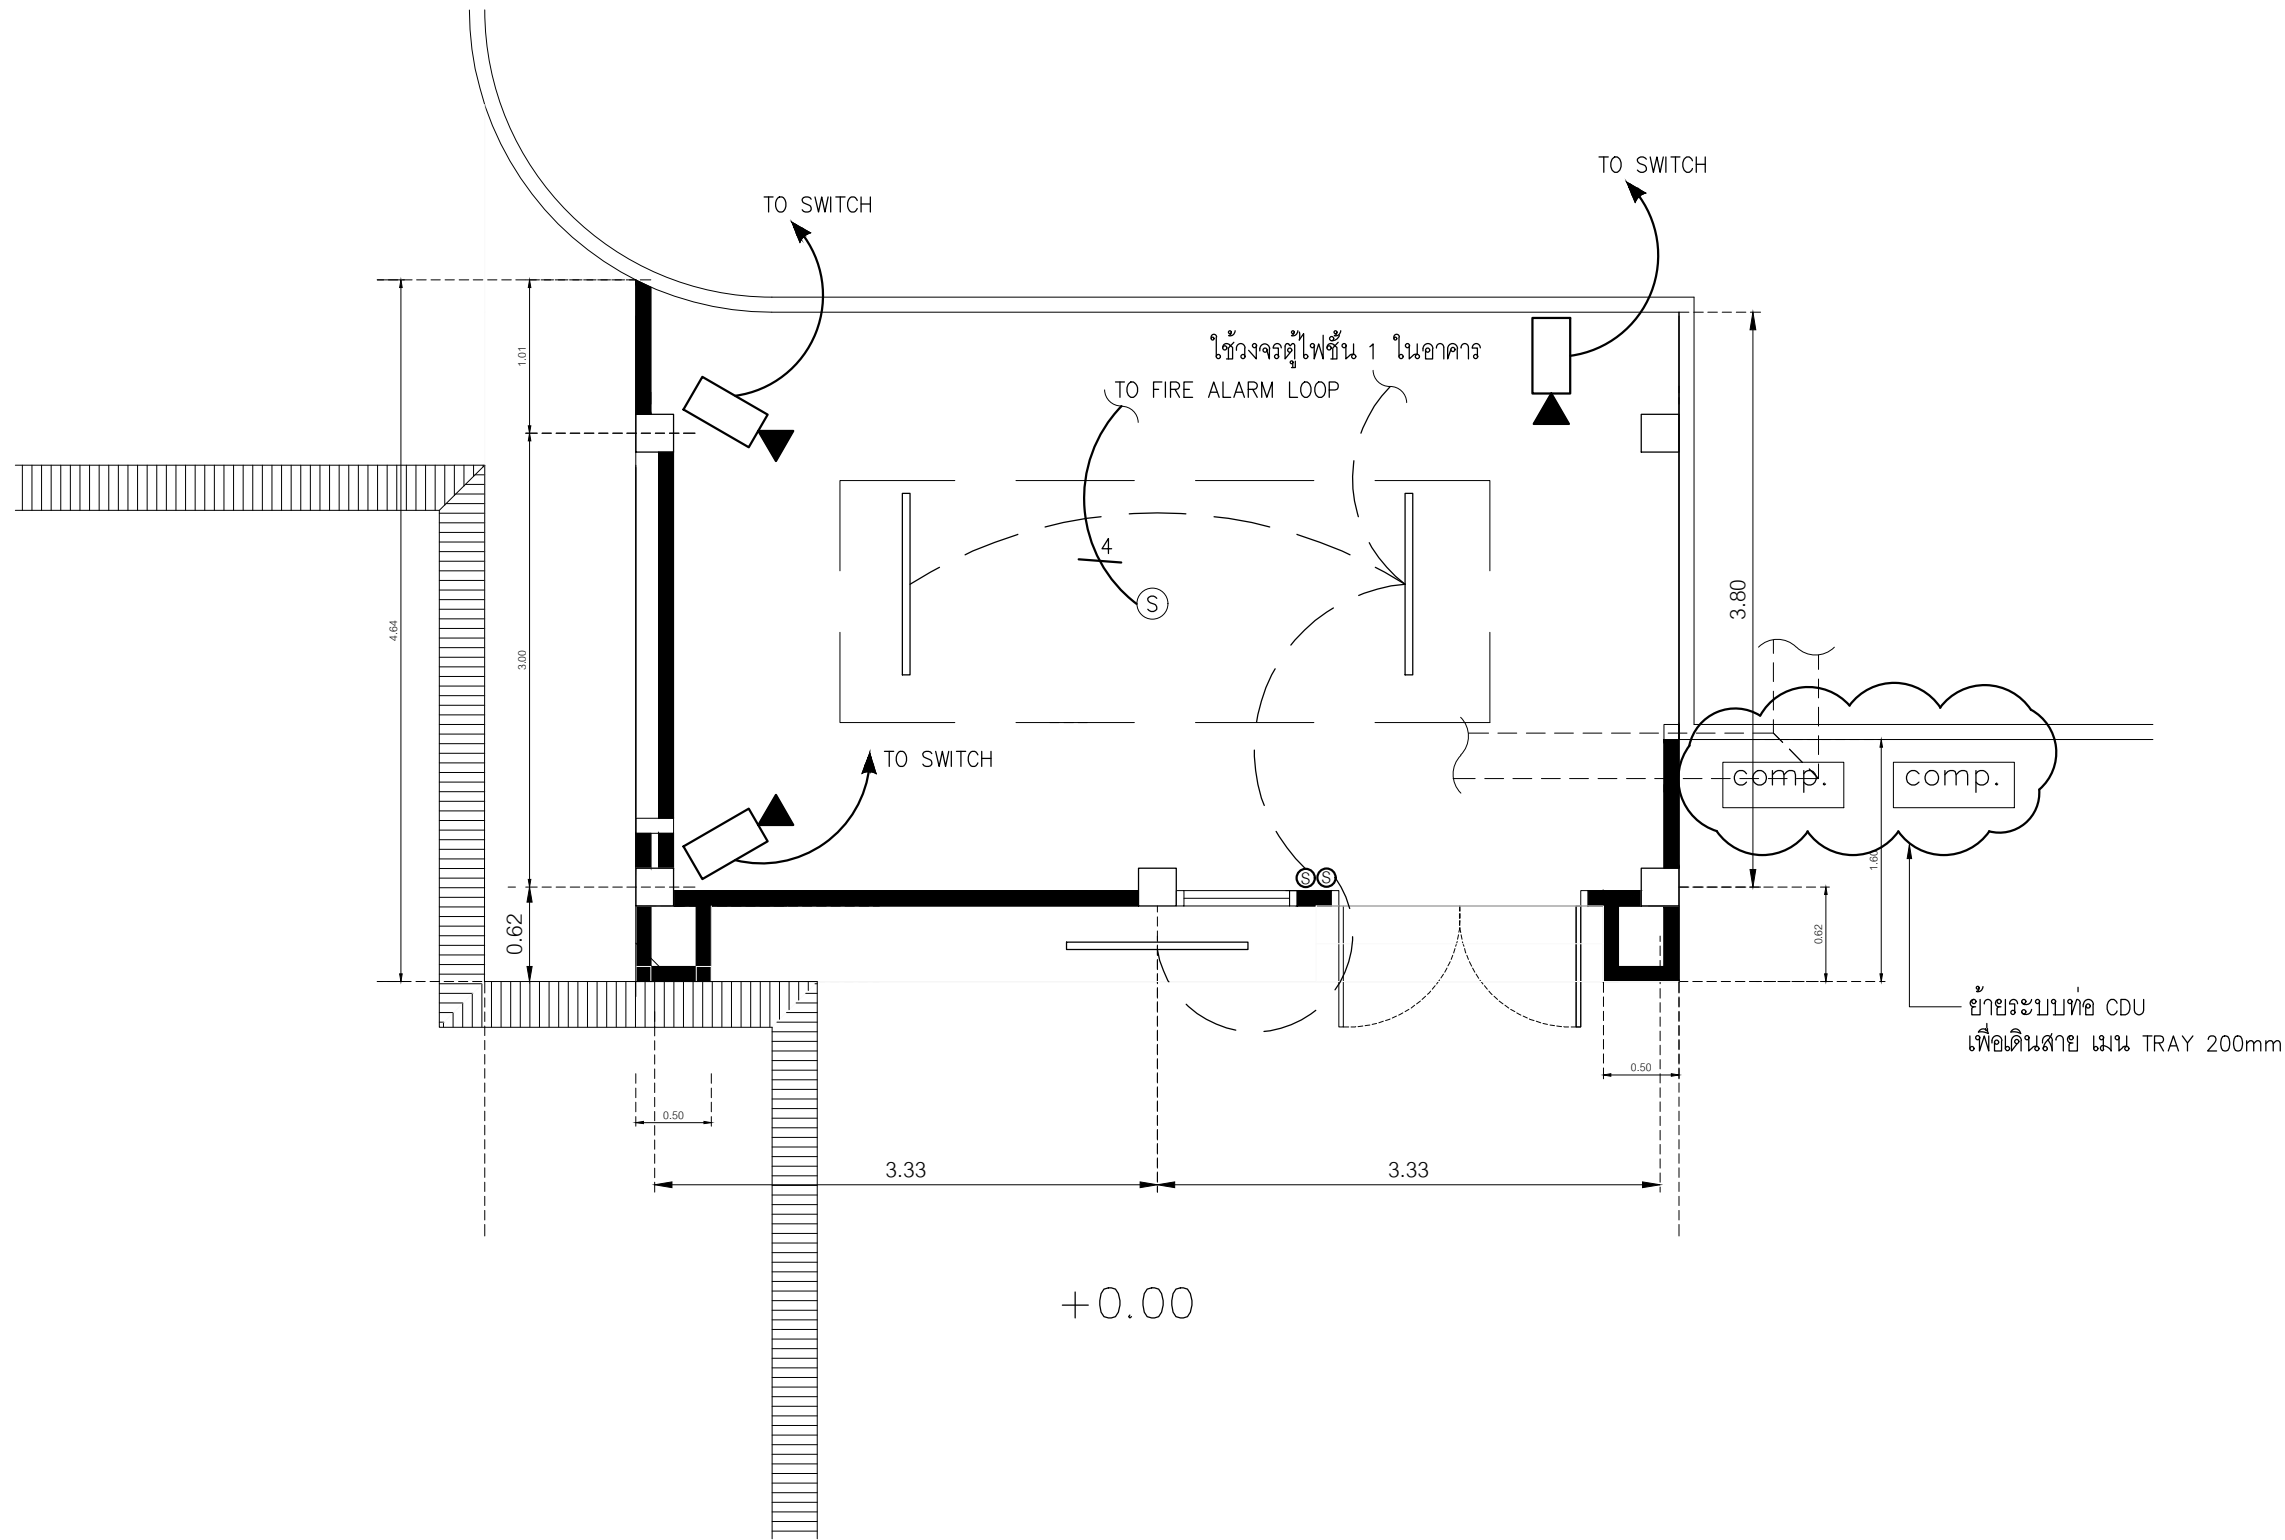 TO SWITCH
TO SWITCH
ใช้วงจรตู้ไฟชั้น 1 ในอาคาร
TO FIRE ALARM LOOP
1.01
4
S
3.80
4.64
3.00
TO SWITCH
comp.
comp.
1.60
S
S
0.62
0.62
ย้ายระบบท่อ CDU
เพื่อเดินสาย เมน TRAY 200mm
0.50
0.50
3.33
3.33
+0.00